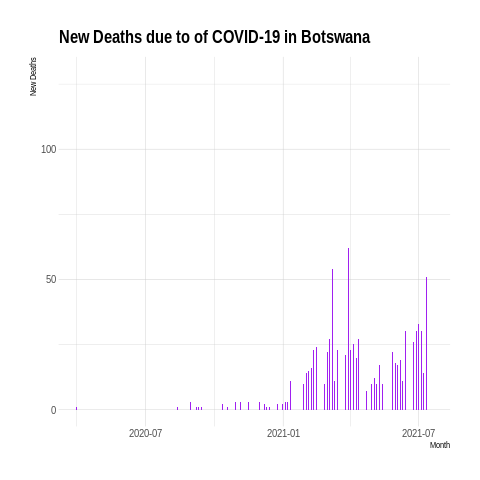 New Deaths due to of COVID-19 in Botswana
New Deaths
100
50
0
2020-07
2021-01
2021-07
Month